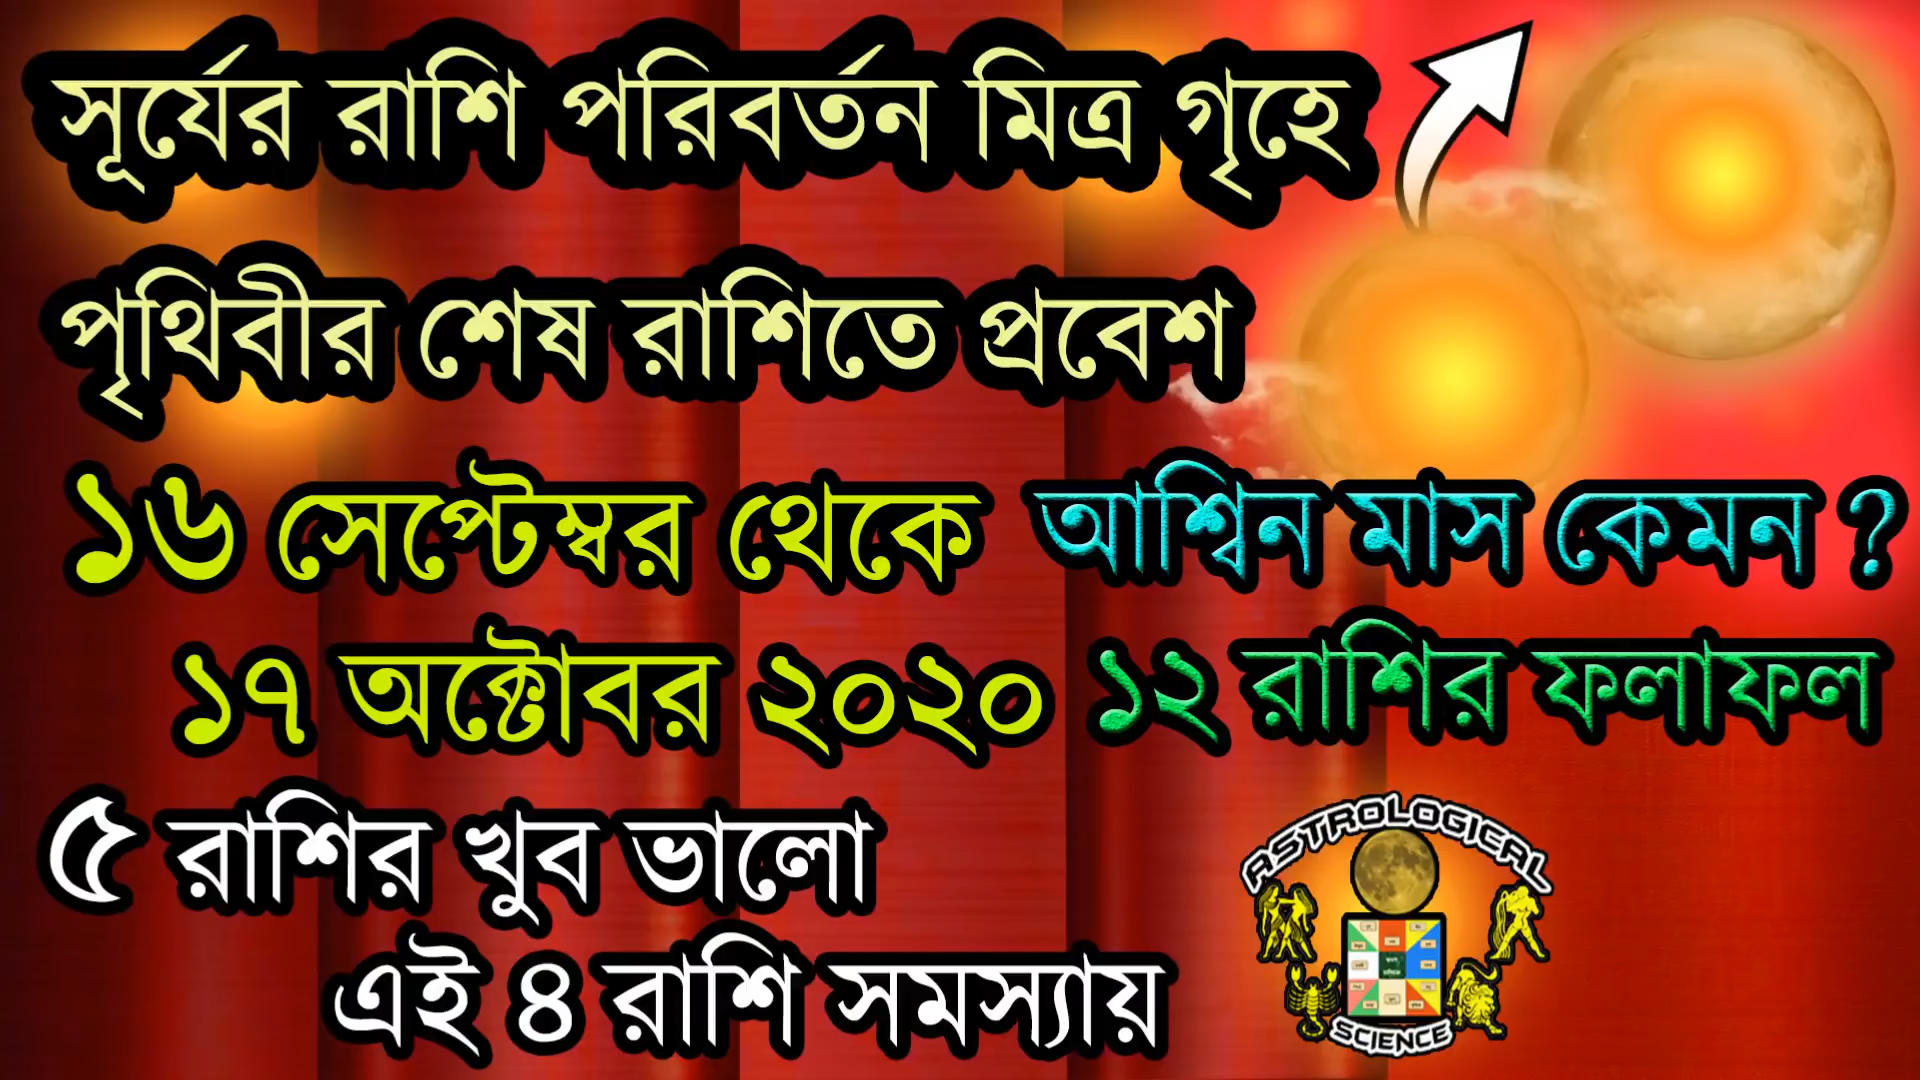 সূর্যের রাশি পরিবর্তন মিত্র গৃহে
পৃথিবীর শেষ রাশিতে প্রবেশ
১৬ সেপ্টেম্বর থেকে
১৭ অক্টোবর ২০২০
আশ্বিন মাস কেমন ?
১২ রাশির ফলাফল
৫ রাশির খুব ভালো
এই ৪ রাশি সমস্যায়
ASTROLOGICAL
SCIENCE